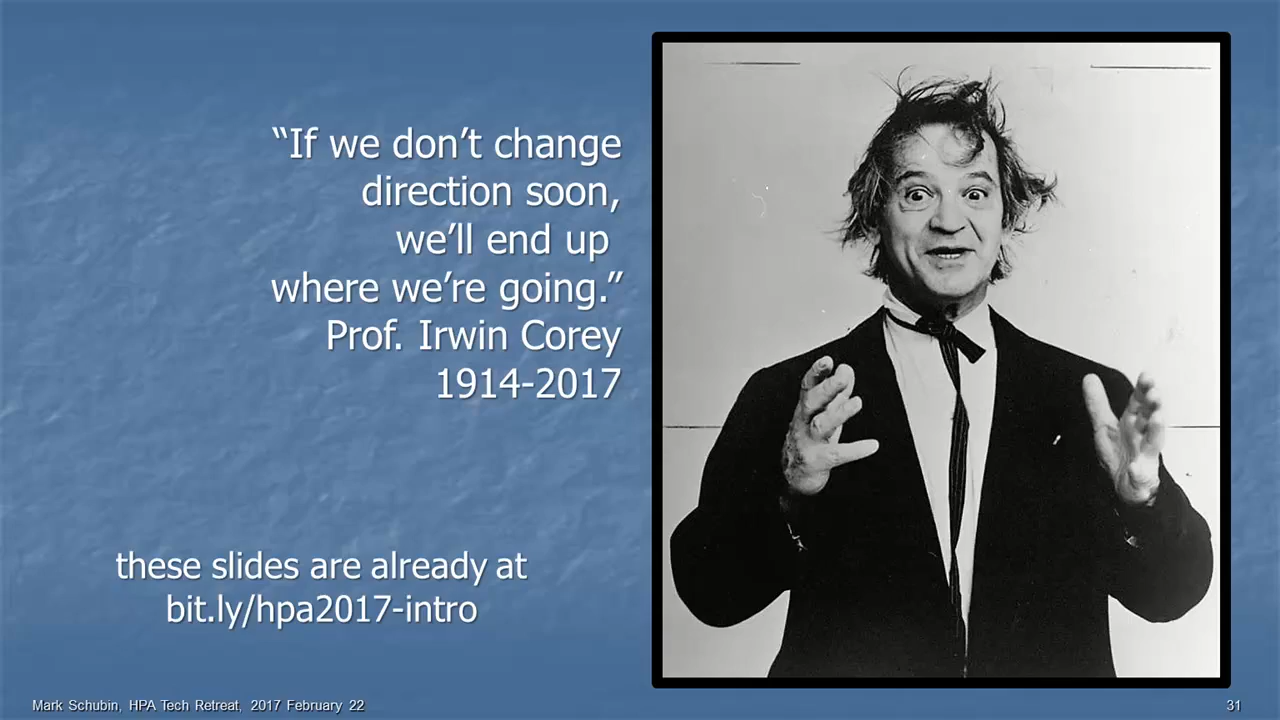 “If we don’t change
direction soon,
we’ll end up
where we’re going.”
Prof. Irwin Corey
1914-2017
these slides are already at
bit.ly/hpa2017-intro
Mark Schubin, HPA Tech Retreat, 2017 February 22
31